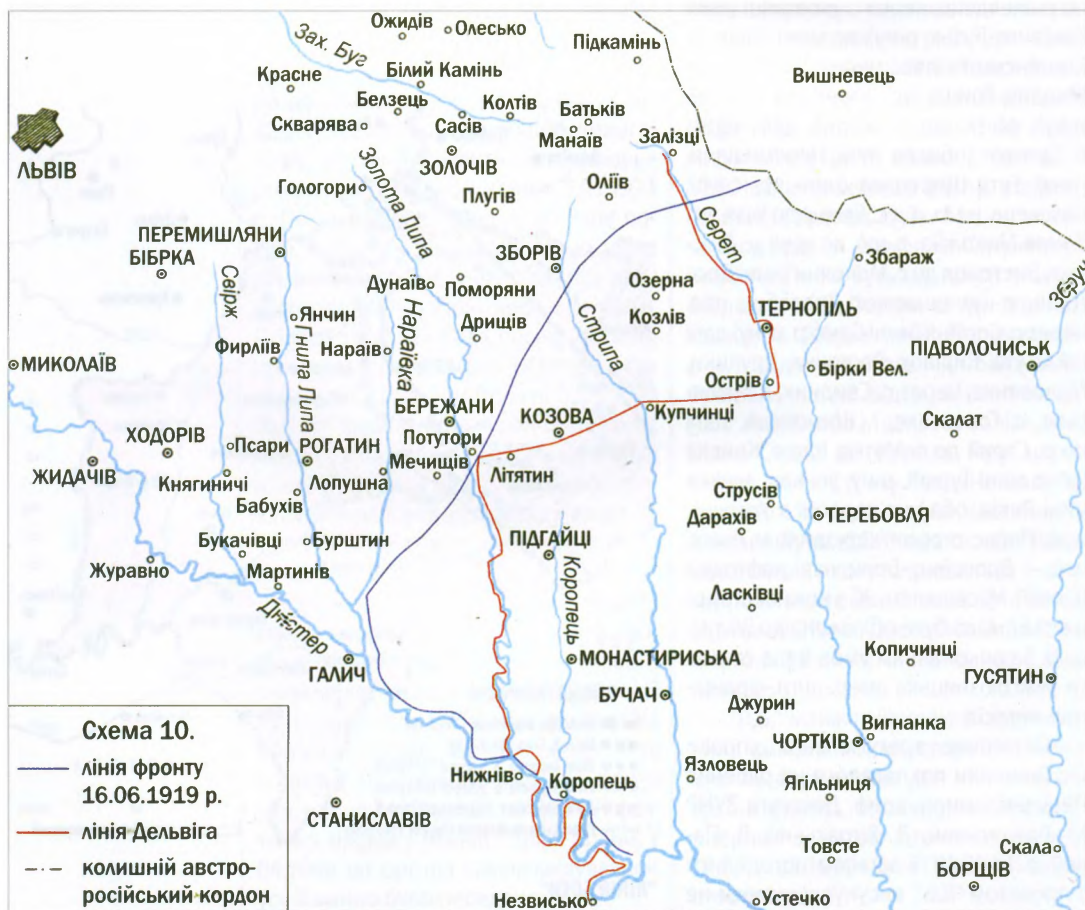 Ожидів
Олесько
Зах. Буг
Підкамінь
Красне
Білий Камінь
Вишневець
Белзець
Колтів
Батьків
Скварява
Сасів
Манаїв
Залізці
ЛЬВІВ
ЗОЛОЧІВ
Гологори
Золота Липа
Плугів
Оліїв
Серет
ПЕРЕМИШЛЯНИ
БІБРКА
ЗБОРІВ
Збараж
Збруч
Свірж
Дунаїв
Поморяни
Озерна
Янчин
Нараївка
Дрищів
Стрипа
Козлів
ТЕРНОПІЛЬ
Фирлїїв
Гнила Липа
Нараїв
ПІДВОЛОЧИСЬК
МИКОЛАЇВ
Острів
Бірки Вел.
БЕРЕЖАНИ
КОЗОВА
Купчинці
ХОДОРІВ
Псари
РОГАТИН
Потутори
Скалат
ЖИДАЧІВ
Мечищів
Літятин
Княгиничі
Лопушна
Струсів
Бабухів
Дарахів
ТЕРЕБОВЛЯ
Букачівці
Бурштин
ПІДГАЙЦІ
Журавно
Мартинів
Коропець
Ласківці
Дністер
ГАЛИЧ
МОНАСТИРИСЬКА
Копичинці
ГУСЯТИН
БУЧАЧ
Джурин
Вигнанка
ЧОРТКІВ
Нижнів
Коропець
Язловець
Ягільниця
СТАНИСЛАВІВ
Товсте
Скала
БОРЩІВ
Незвисько
Устечко
Схема 10.
лінія фронту
16.06.1919 р.
лінія Дельвіга
колишній австро-
російський кордон